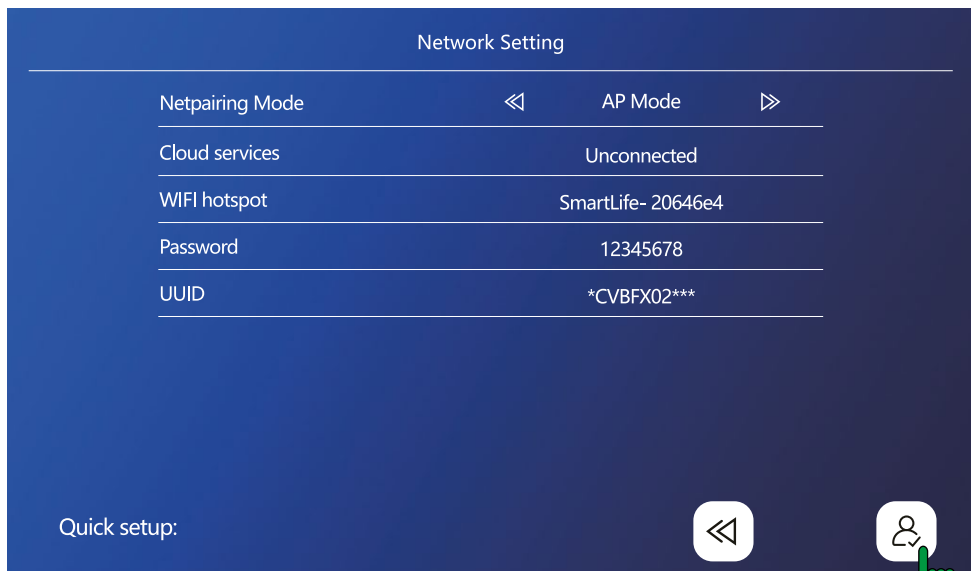 Network Setting
Netpairing Mode AP Mode
Cloud services Unconnected
WIFI hotspot SmartLife- 20646e4
Password 12345678
UUID *CVBFX02***
Quick setup: